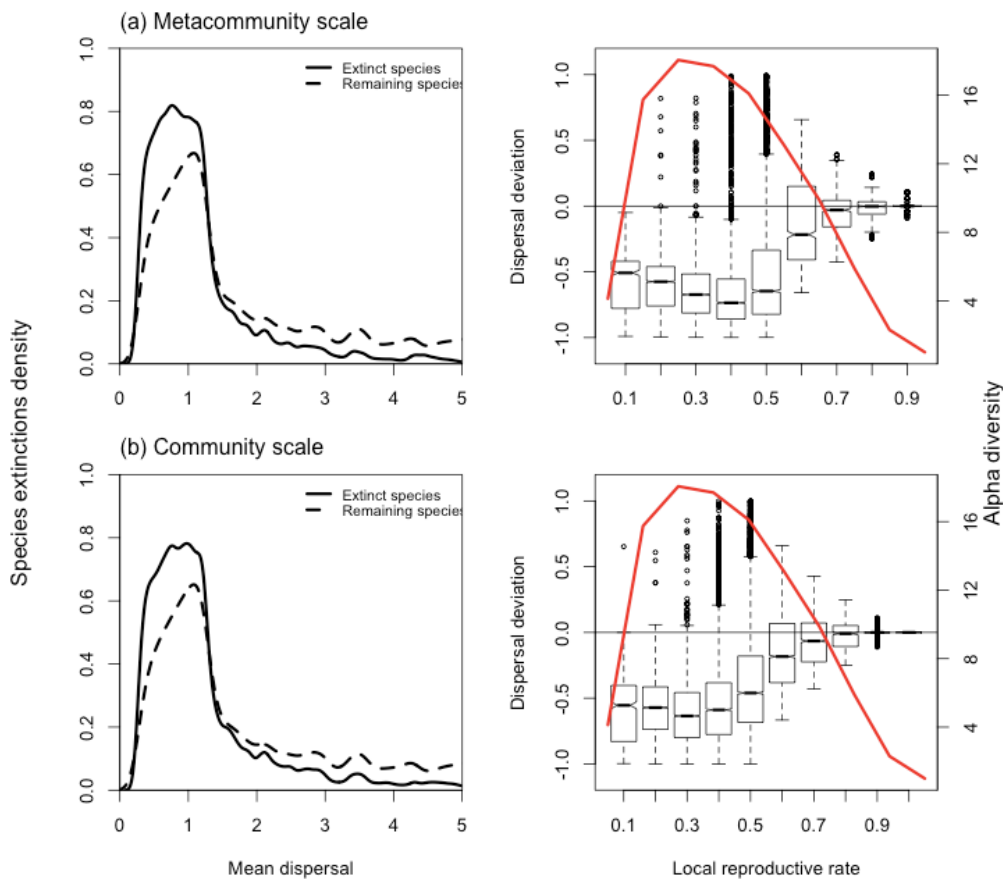 (a) Metacommunity scale
Species extinctions density
1.0
0.8
0.6
0.4
0.2
0.0
Extinct species
Remaining species
0 1 2 3 4 5
Dispersal deviation
1.0
0.5
0.0
-0.5
-1.0
16
12
8
4
0.1 0.3 0.5 0.7 0.9
Alpha diversity
(b) Community scale
1.0
0.8
0.6
0.4
0.2
0.0
Extinct species
Remaining species
0 1 2 3 4 5
Mean dispersal
Dispersal deviation
1.0
0.5
0.0
-0.5
-1.0
16
12
8
4
0.1 0.3 0.5 0.7 0.9
Local reproductive rate